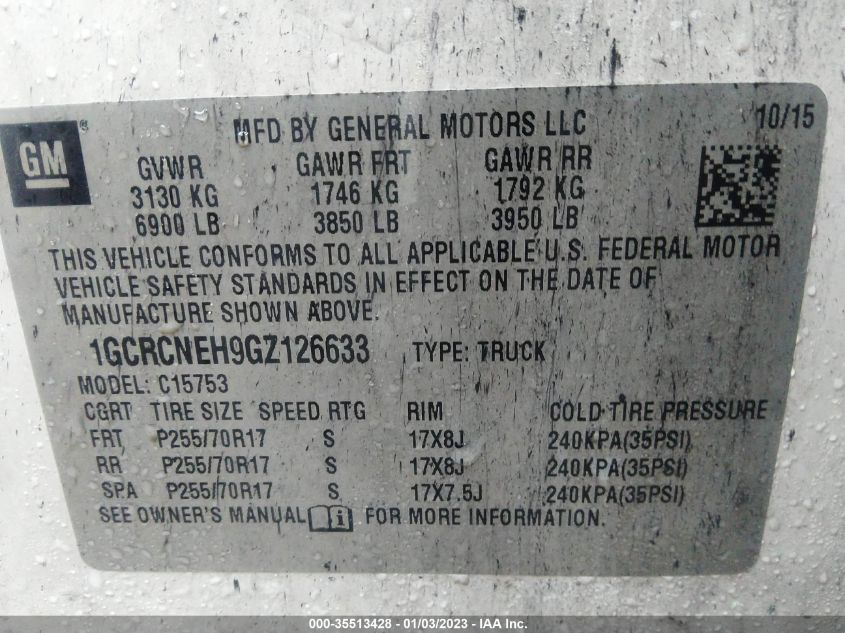 MFD BY GENERAL MOTORS LLC 10/15
GM®
GVWR GAWR FRT GAWR RR
3130 KG 1746 KG 1792 KG
6900 LB 3850 LB 3950 LB
THIS VEHICLE CONFORMS TO ALL APPLICABLE U.S. FEDERAL MOTOR
VEHICLE SAFETY STANDARDS IN EFFECT ON THE DATE OF
MANUFACTURE SHOWN ABOVE.
1GCRCNEH9GZ126633 TYPE: TRUCK
MODEL: C15753
CGRT TIRE SIZE SPEED RTG RIM COLD TIRE PRESSURE
FRT P255/70R17 S 17X8J 240KPA(35PSI)
RR P255/70R17 S 17X8J 240KPA(35PSI)
SPA P255/70R17 S 17X7.5J 240KPA(35PSI)
SEE OWNER'S MANUAL i FOR MORE INFORMATION.
000-35513428 - 01/03/2023 - IAA Inc.